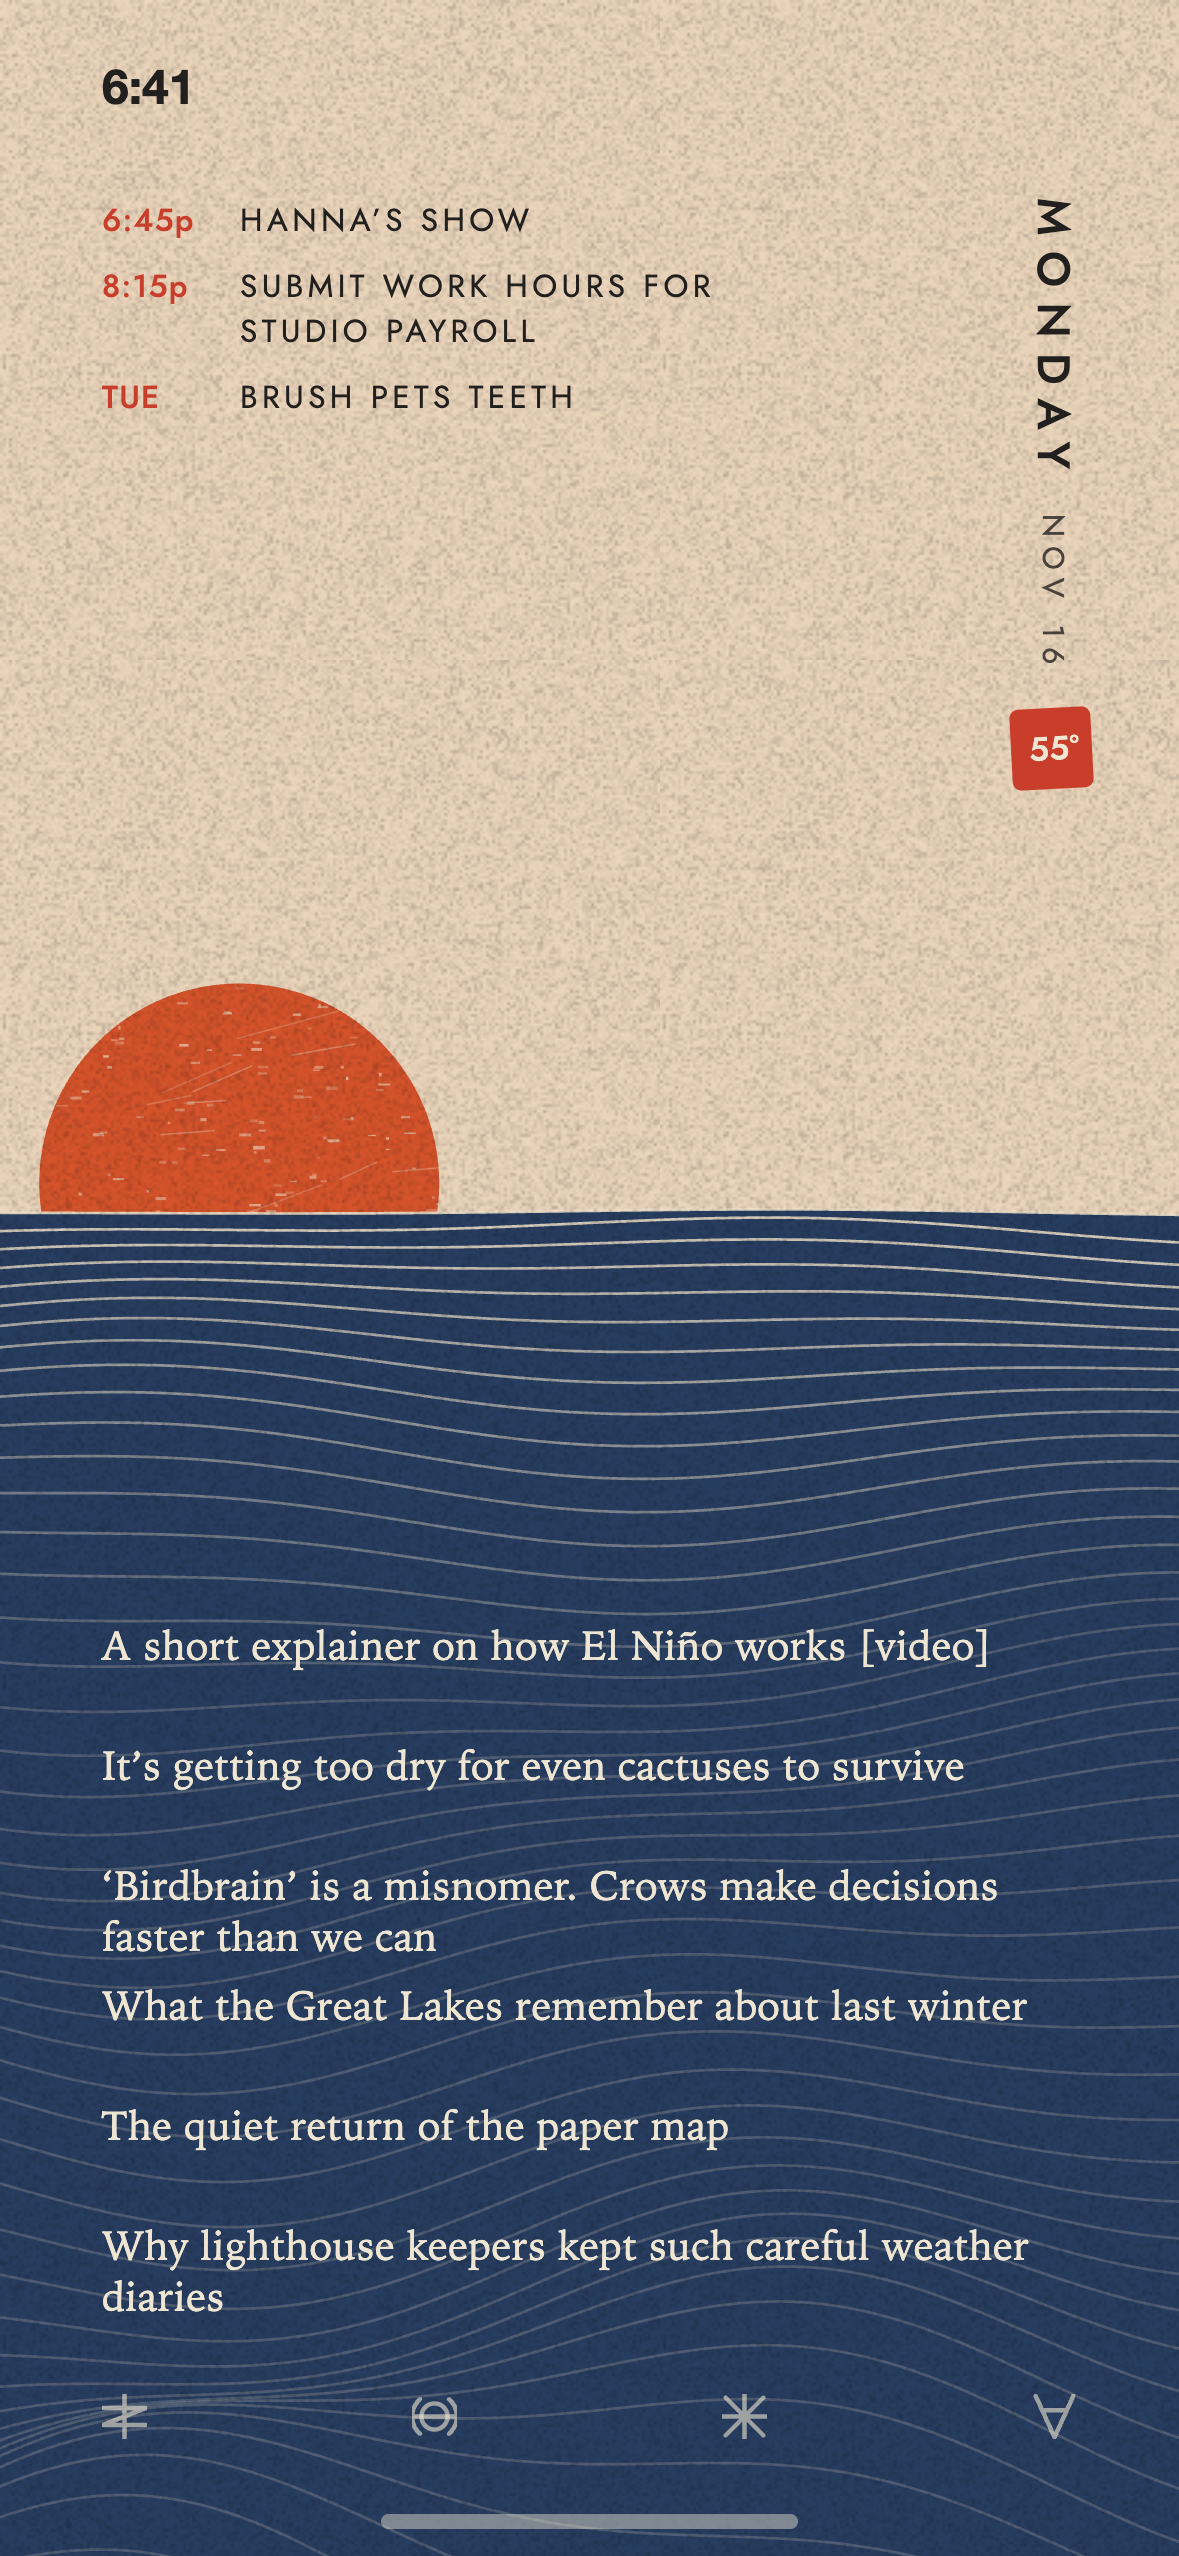 6:41
6:45p HANNA’S SHOW
8:15p SUBMIT WORK HOURS FOR
STUDIO PAYROLL
TUE BRUSH PETS TEETH
MONDAY NOV 16
55°
A short explainer on how El Niño works [video]
It’s getting too dry for even cactuses to survive
‘Birdbrain’ is a misnomer. Crows make decisions
faster than we can
What the Great Lakes remember about last winter
The quiet return of the paper map
Why lighthouse keepers kept such careful weather
diaries